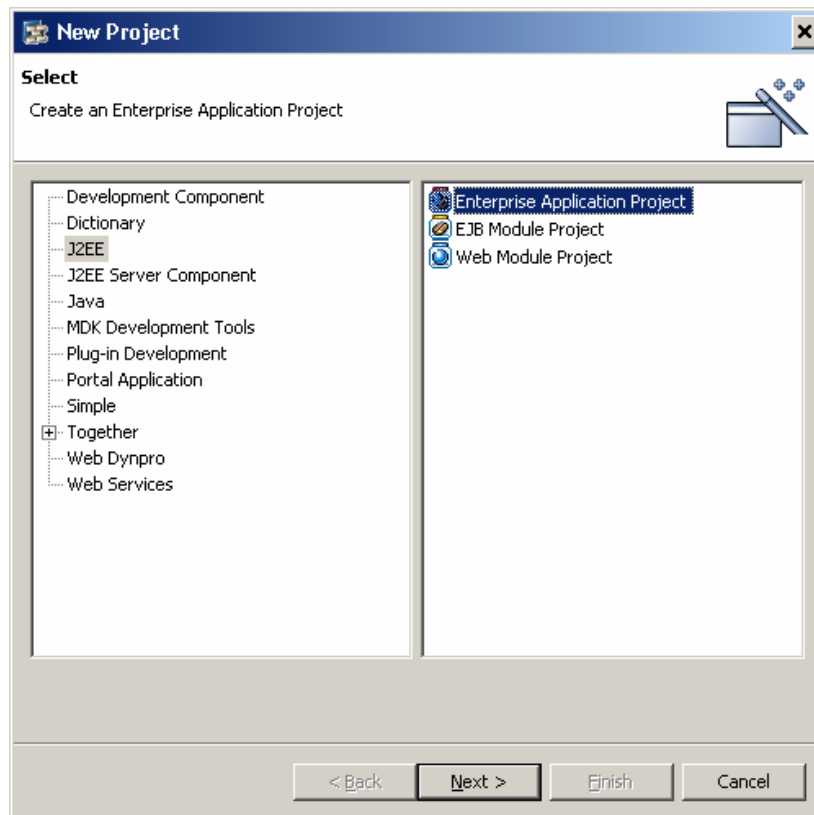 New Project
Select
Create an Enterprise Application Project
Development Component
Dictionary
J2EE
J2EE Server Component
Java
MDK Development Tools
Plug-in Development
Portal Application
Simple
Together
Web Dynpro
Web Services
Enterprise Application Project
EJB Module Project
Web Module Project
< Back
Next >
Finish
Cancel